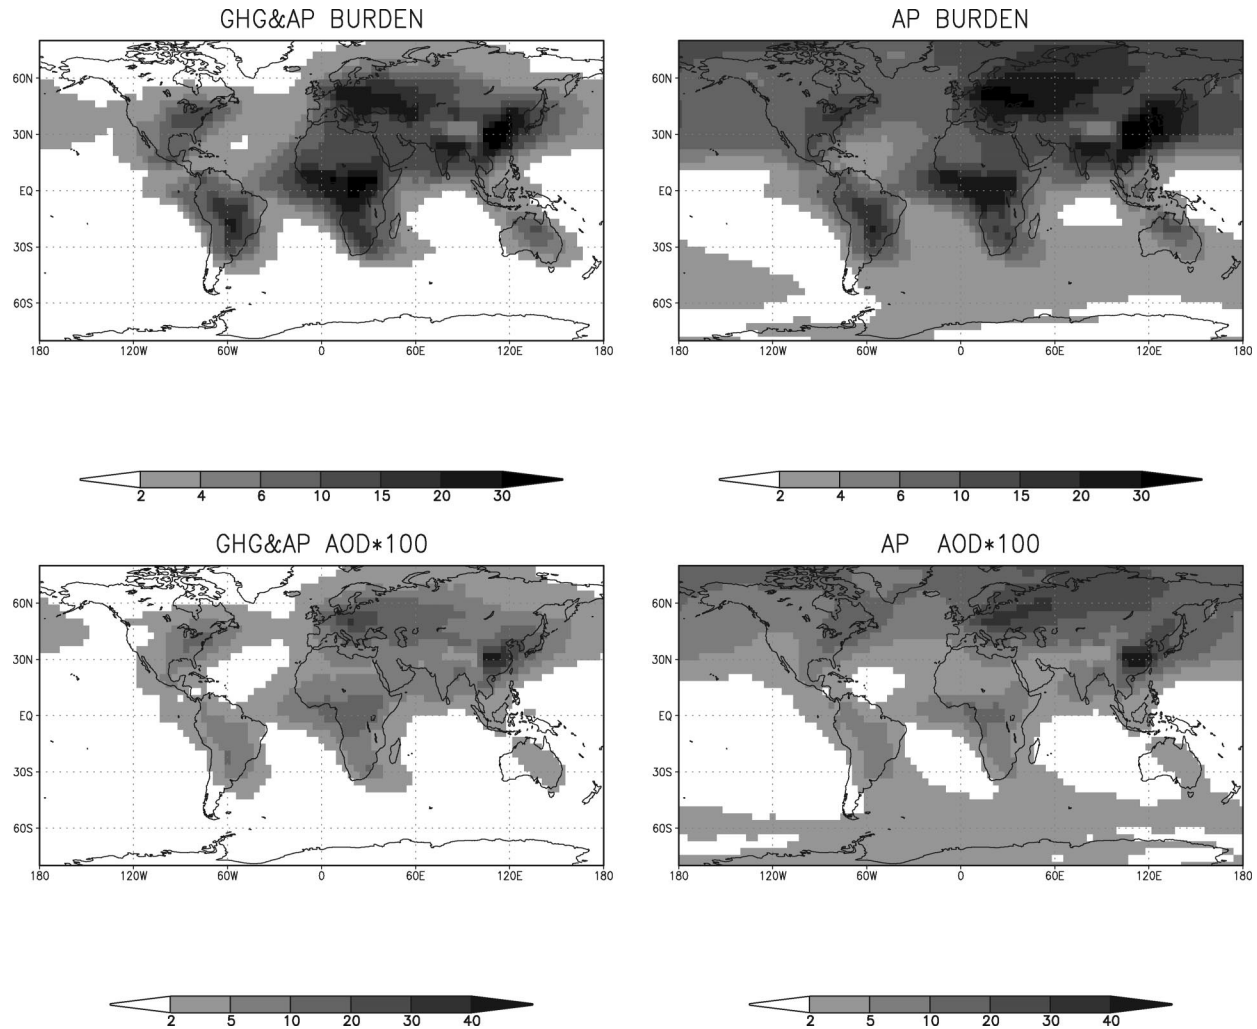 GHG&AP BURDEN
60N
30N
EQ
30S
60S
180 120W 60W 0 60E 120E 180
2 4 6 10 15 20 30
AP BURDEN
60N
30N
EQ
30S
60S
180 120W 60W 0 60E 120E 180
2 4 6 10 15 20 30
GHG&AP AOD*100
60N
30N
EQ
30S
60S
180 120W 60W 0 60E 120E 180
2 5 10 20 30 40
AP AOD*100
60N
30N
EQ
30S
60S
180 120W 60W 0 60E 120E 180
2 5 10 20 30 40